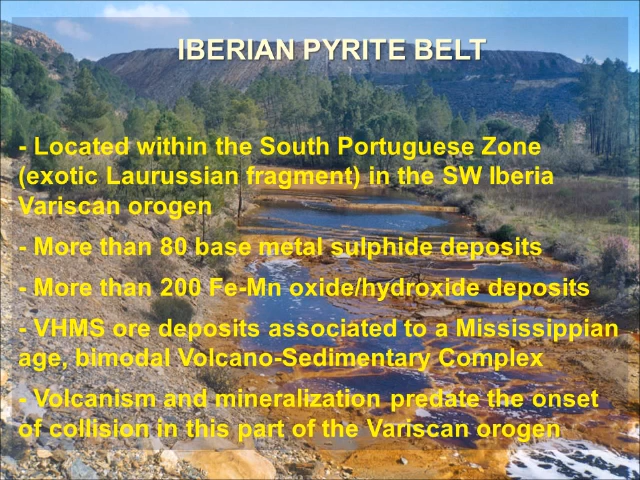 IBERIAN PYRITE BELT
- Located within the South Portuguese Zone
(exotic Laurussian fragment) in the SW Iberia
Variscan orogen
- More than 80 base metal sulphide deposits
- More than 200 Fe-Mn oxide/hydroxide deposits
- VHMS ore deposits associated to a Mississippian
age, bimodal Volcano-Sedimentary Complex
- Volcanism and mineralization predate the onset
of collision in this part of the Variscan orogen